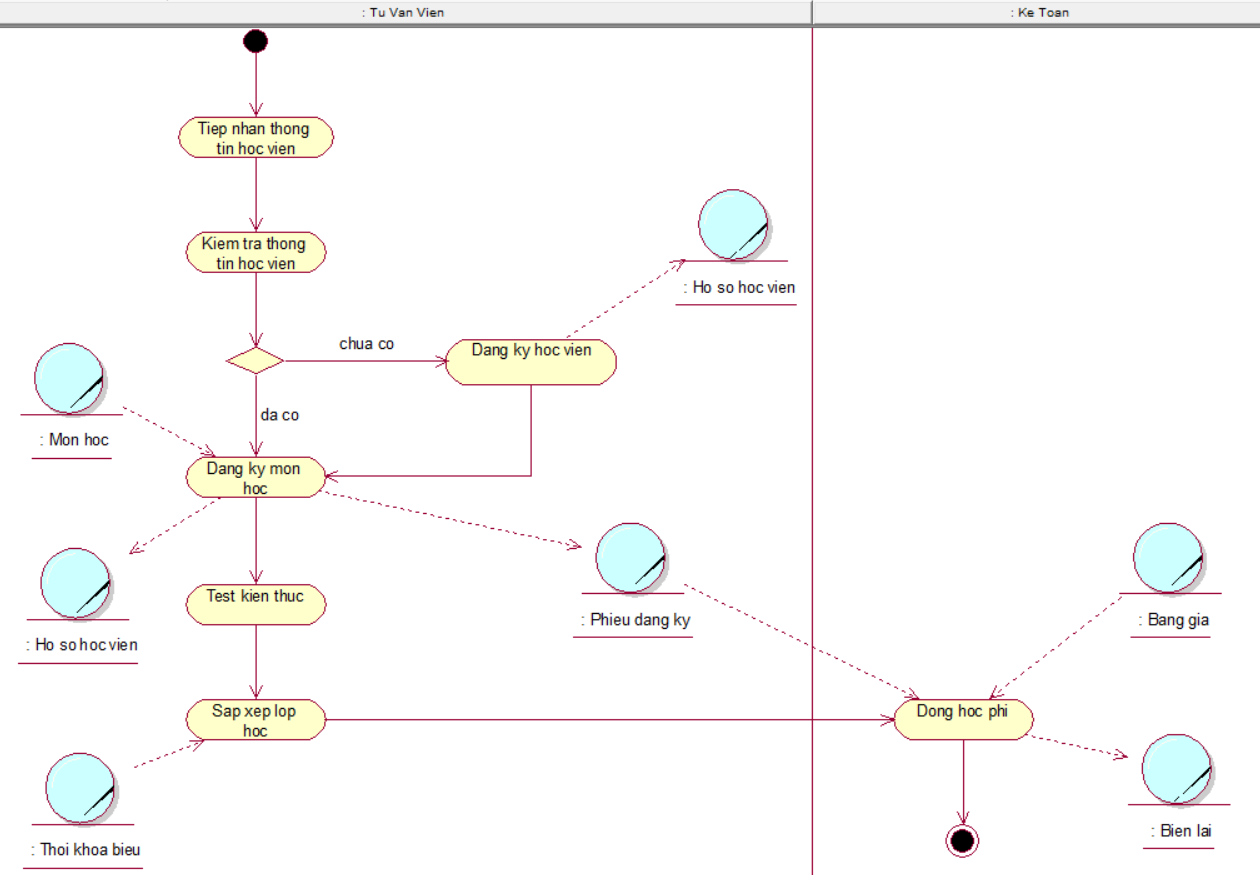 : Tu Van Vien
: Ke Toan
Tiep nhan thong
tin hoc vien
Kiem tra thong
tin hoc vien
: Ho so hoc vien
chua co
Dang ky hoc vien
da co
: Mon hoc
Dang ky mon
hoc
Test kien thuc
: Phieu dang ky
: Bang gia
: Ho so hoc vien
Sap xep lop
hoc
Dong hoc phi
: Bien lai
: Thoi khoa bieu